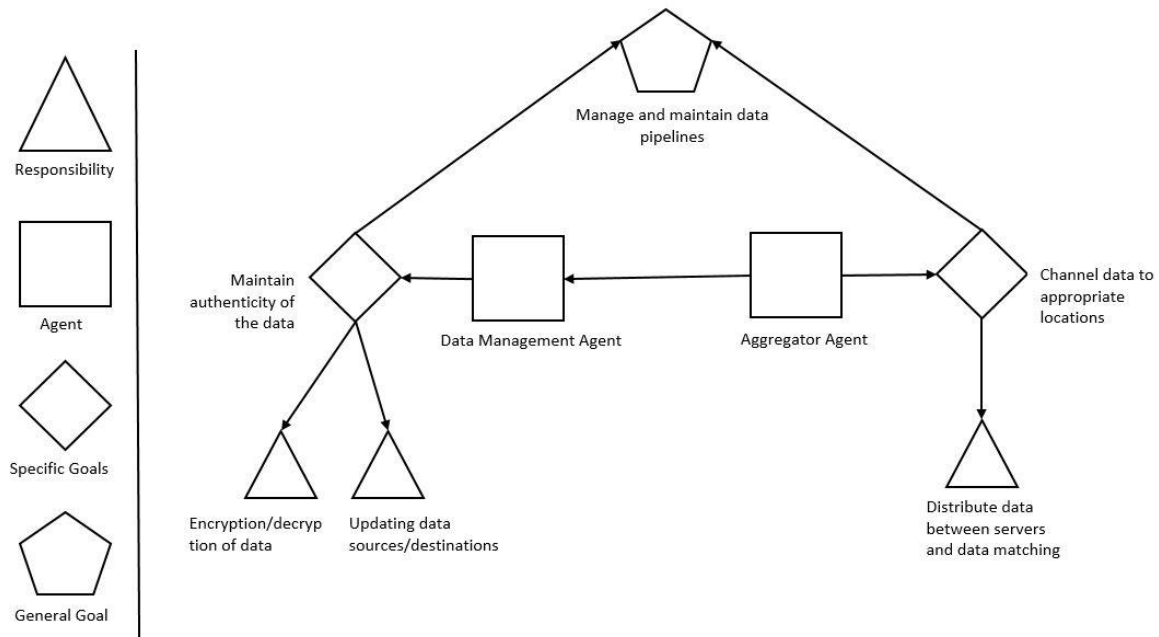 Responsibility
Agent
Specific Goals
General Goal
Manage and maintain data
pipelines
Maintain
authenticity of
the data
Data Management Agent
Aggregator Agent
Channel data to
appropriate
locations
Encryption/decryp
tion of data
Updating data
sources/destinations
Distribute data
between servers
and data matching